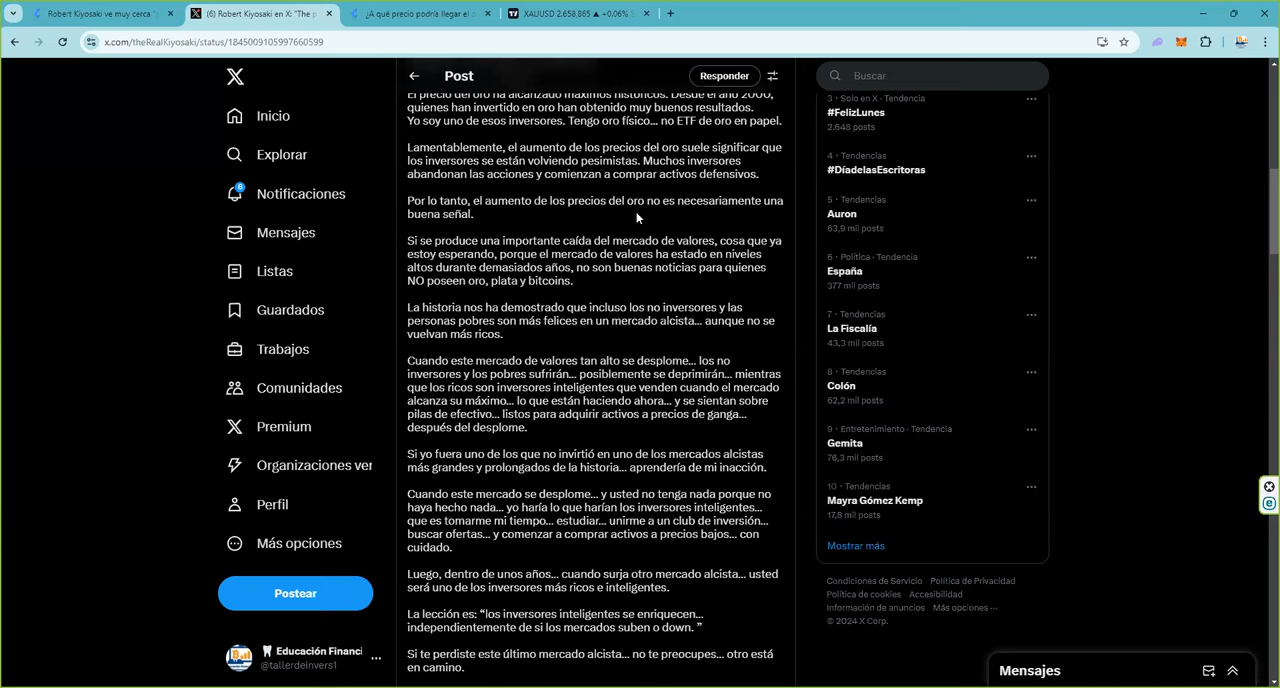 Robert Kiyosaki ve muy cerca
(6) Robert Kiyosaki en X: "The p
¿A qué precio podría llegar el o
XAUUSD 2.658,865 ▲ +0.06%
x.com/theRealKiyosaki/status/1845009105997660599
Inicio
Explorar
6
Notificaciones
Mensajes
Listas
Guardados
Trabajos
Comunidades
Premium
Organizaciones ver
Perfil
Más opciones
Postear
Educación Financi
@tallerdeinvers1
Post
Responder
El precio del oro ha alcanzado máximos históricos. Desde el año 2000,
quienes han invertido en oro han obtenido muy buenos resultados.
Yo soy uno de esos inversores. Tengo oro físico... no ETF de oro en papel.
Lamentablemente, el aumento de los precios del oro suele significar que
los inversores se están volviendo pesimistas. Muchos inversores
abandonan las acciones y comienzan a comprar activos defensivos.
Por lo tanto, el aumento de los precios del oro no es necesariamente una
buena señal.
Si se produce una importante caída del mercado de valores, cosa que ya
estoy esperando, porque el mercado de valores ha estado en niveles
altos durante demasiados años, no son buenas noticias para quienes
NO poseen oro, plata y bitcoins.
La historia nos ha demostrado que incluso los no inversores y las
personas pobres son más felices en un mercado alcista... aunque no se
vuelvan más ricos.
Cuando este mercado de valores tan alto se desplome... los no
inversores y los pobres sufrirán... posiblemente se deprimirán... mientras
que los ricos son inversores inteligentes que venden cuando el mercado
alcanza su máximo... lo que están haciendo ahora... y se sientan sobre
pilas de efectivo... listos para adquirir activos a precios de ganga...
después del desplome.
Si yo fuera uno de los que no invirtió en uno de los mercados alcistas
más grandes y prolongados de la historia... aprendería de mi inacción.
Cuando este mercado se desplome... y usted no tenga nada porque no
haya hecho nada... yo haría lo que harían los inversores inteligentes...
que es tomarme mi tiempo... estudiar... unirme a un club de inversión...
buscar ofertas... y comenzar a comprar activos a precios bajos... con
cuidado.
Luego, dentro de unos años... cuando surja otro mercado alcista... usted
será uno de los inversores más ricos e inteligentes.
La lección es: “los inversores inteligentes se enriquecen...
independientemente de si los mercados suben o down. ”
Si te perdiste este último mercado alcista... no te preocupes... otro está
en camino.
Buscar
3 · Solo en X · Tendencia
#FelizLunes
2.648 posts
4 · Tendencias
#DíadelasEscritoras
5 · Tendencias
Auron
63,9 mil posts
6 · Política · Tendencia
España
377 mil posts
7 · Tendencias
La Fiscalía
43,3 mil posts
8 · Tendencias
Colón
62,2 mil posts
9 · Entretenimiento · Tendencia
Gemita
76,3 mil posts
10 · Tendencias
Mayra Gómez Kemp
17,8 mil posts
Mostrar más
Condiciones de Servicio Política de Privacidad
Política de cookies Accesibilidad
Información de anuncios Más opciones ···
© 2024 X Corp.
Mensajes